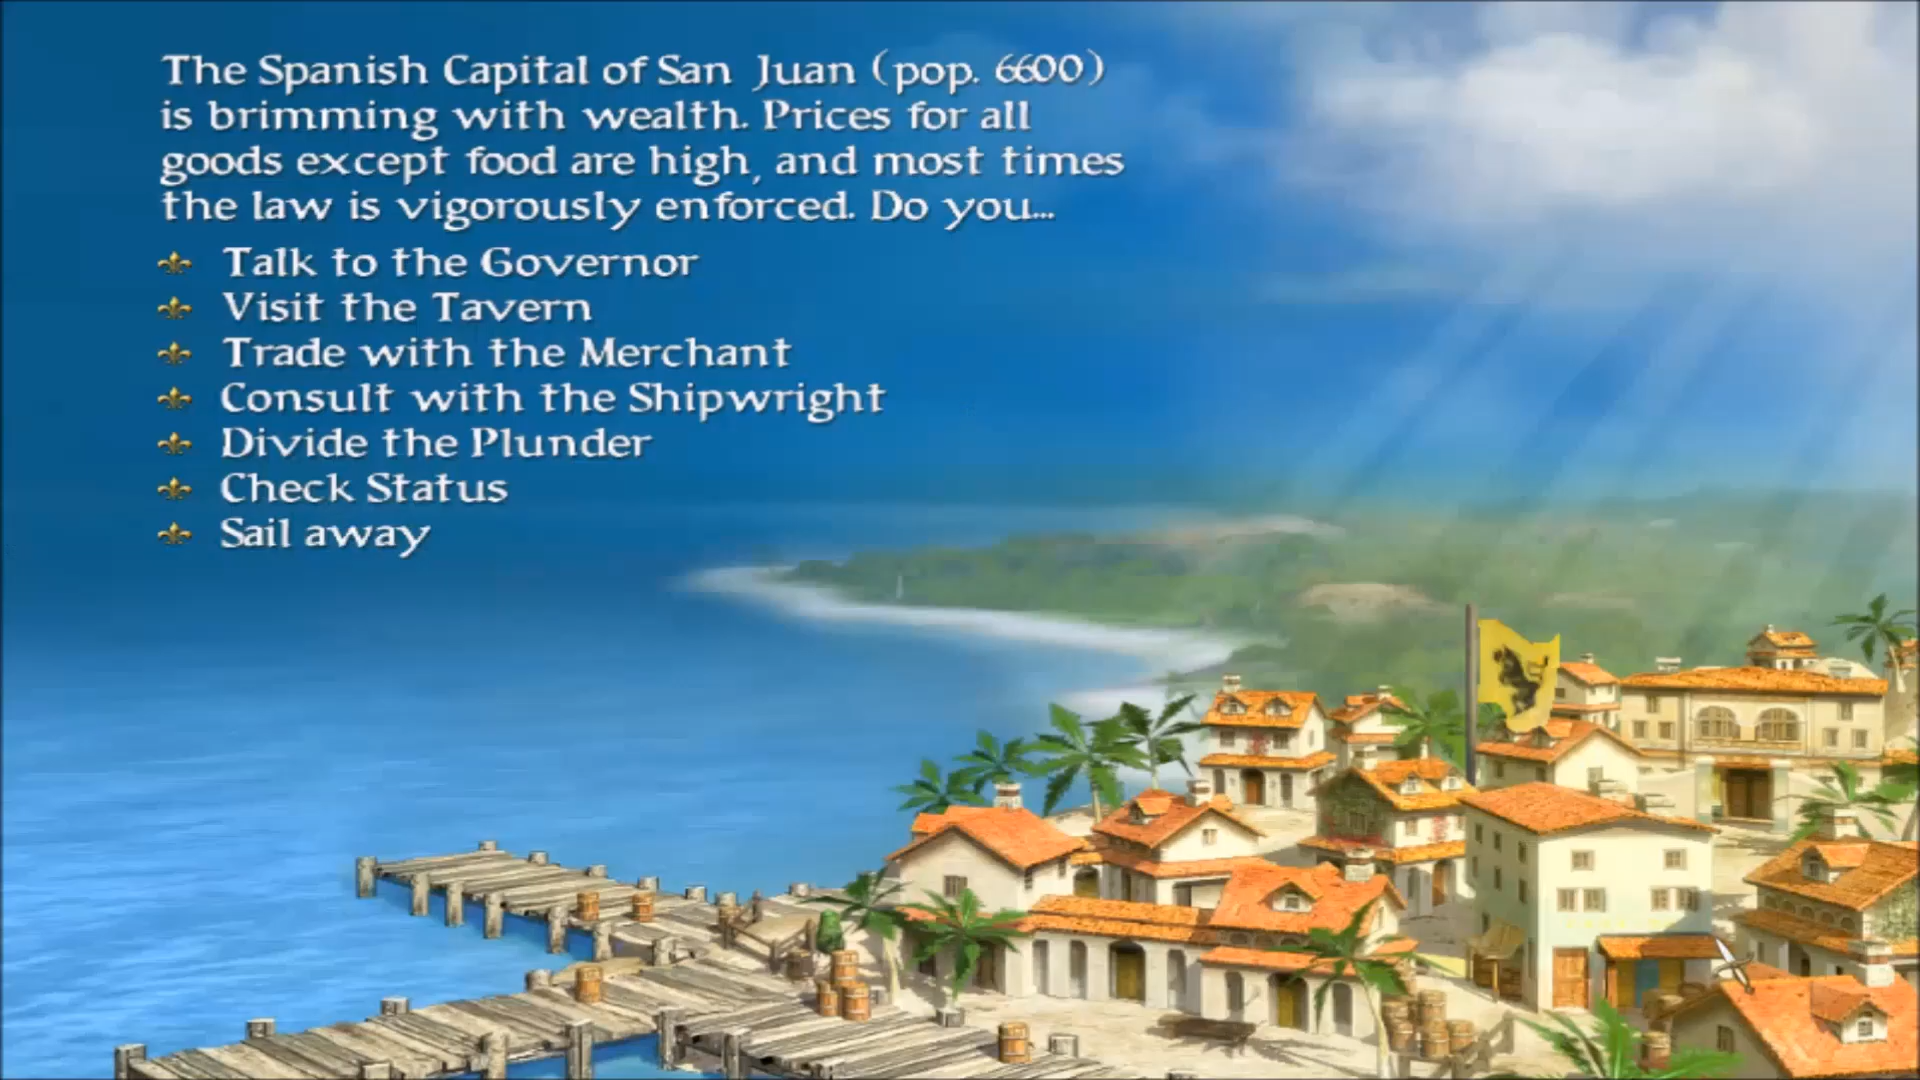 The Spanish Capital of San Juan (pop. 6600)
is brimming with wealth. Prices for all
goods except food are high, and most times
the law is vigorously enforced. Do you...
Talk to the Governor
Visit the Tavern
Trade with the Merchant
Consult with the Shipwright
Divide the Plunder
Check Status
Sail away